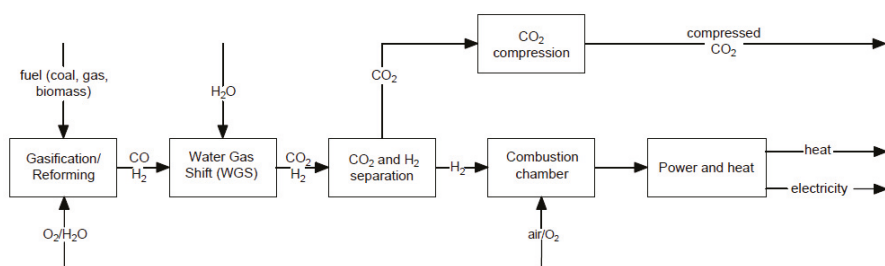 fuel (coal, gas,
biomass)
H₂O
CO₂
CO₂
compression
compressed
CO₂
Gasification/
Reforming
CO
H₂
Water Gas
Shift (WGS)
CO₂
H₂
CO₂ and H₂
separation
H₂
Combustion
chamber
Power and heat
heat
electricity
O₂/H₂O
air/O₂